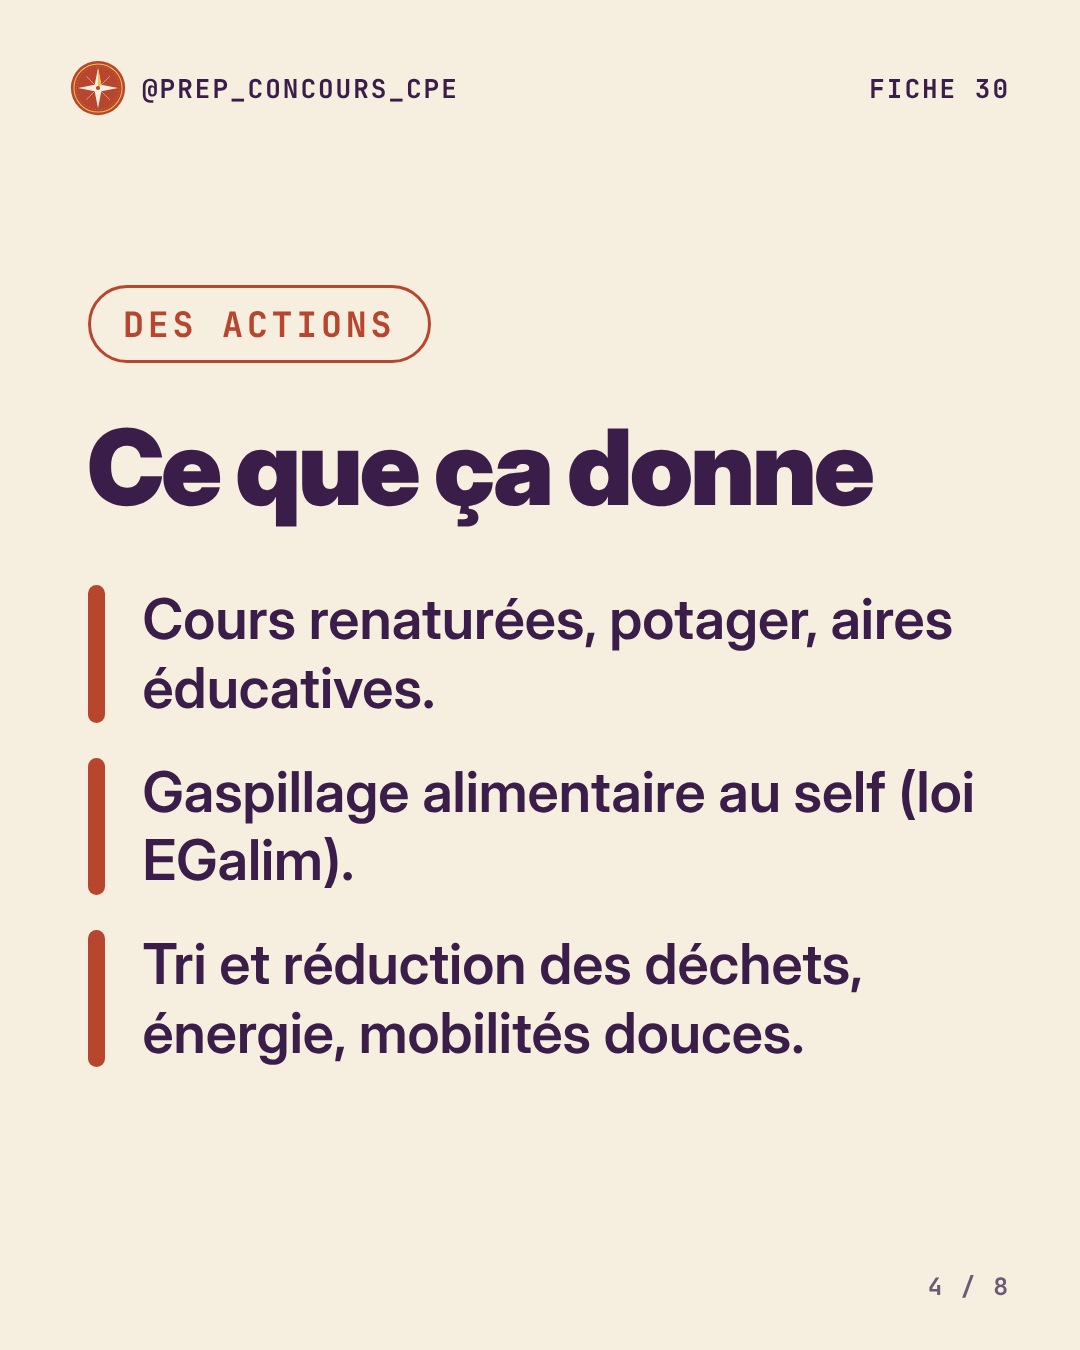 @PREP_CONCOURS_CPE
FICHE 30
DES ACTIONS
Ce que ça donne
Cours renaturées, potager, aires
éducatives.
Gaspillage alimentaire au self (loi
EGalim).
Tri et réduction des déchets,
énergie, mobilités douces.
4 / 8